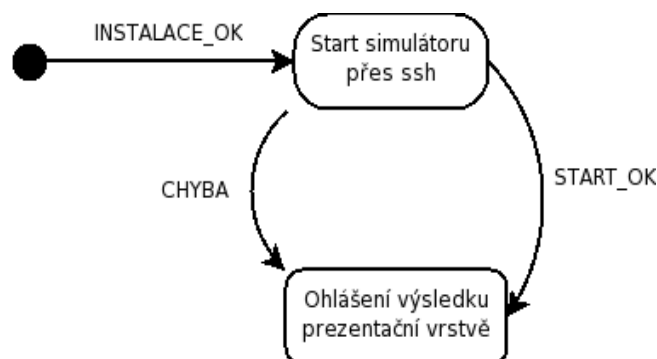 INSTALACE_OK
Start simulátoru
přes ssh
CHYBA
START_OK
Ohlášení výsledku
prezentační vrstvě